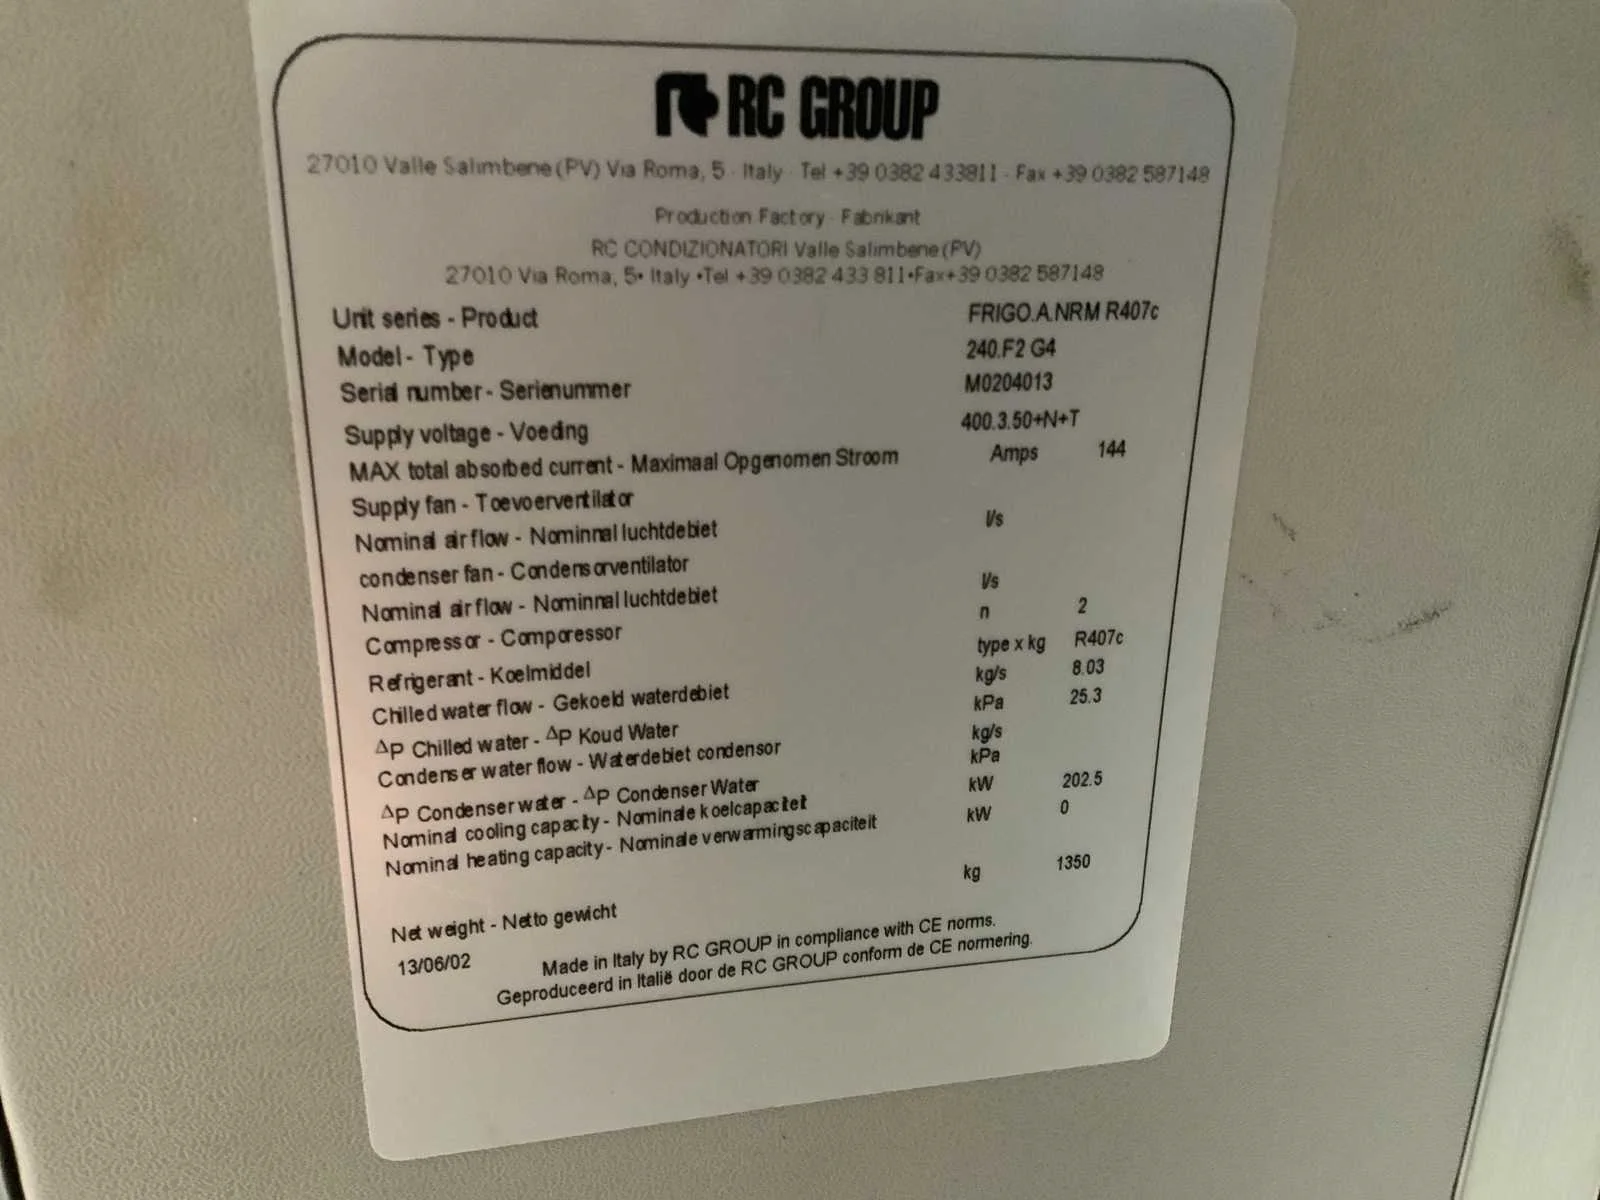 RC GROUP
27010 Valle Salimbene (PV) Via Roma, 5 · Italy · Tel +39 0382 433811 · Fax +39 0382 587148
Production Factory · Fabrikant
RC CONDIZIONATORI Valle Salimbene (PV)
27010 Via Roma, 5• Italy •Tel +39 0382 433 811•Fax+39 0382 587148
Unit series - Product FRIGO.A.NRM R407c
Model - Type 240.F2 G4
Serial number - Serienummer M0204013
Supply voltage - Voeding 400.3.50+N+T
MAX total absorbed current - Maximaal Opgenomen Stroom Amps 144
Supply fan - Toevoerventilator
Nominal air flow - Nominnal luchtdebiet l/s
condenser fan - Condensorventilator
Nominal air flow - Nominnal luchtdebiet l/s
Compressor - Comporessor n 2
Refrigerant - Koelmiddel type x kg R407c
Chilled water flow - Gekoeld waterdebiet kg/s 8.03
ΔP Chilled water - ΔP Koud Water kPa 25.3
Condenser water flow - Waterdebiet condensor kg/s
ΔP Condenser water - ΔP Condenser Water kPa
Nominal cooling capacity - Nominale koelcapaciteit kW 202.5
Nominal heating capacity - Nominale verwarmingscapaciteit kW 0
Net weight - Netto gewicht kg 1350
13/06/02 Made in Italy by RC GROUP in compliance with CE norms.
Geproduceerd in Italië door de RC GROUP conform de CE normering.